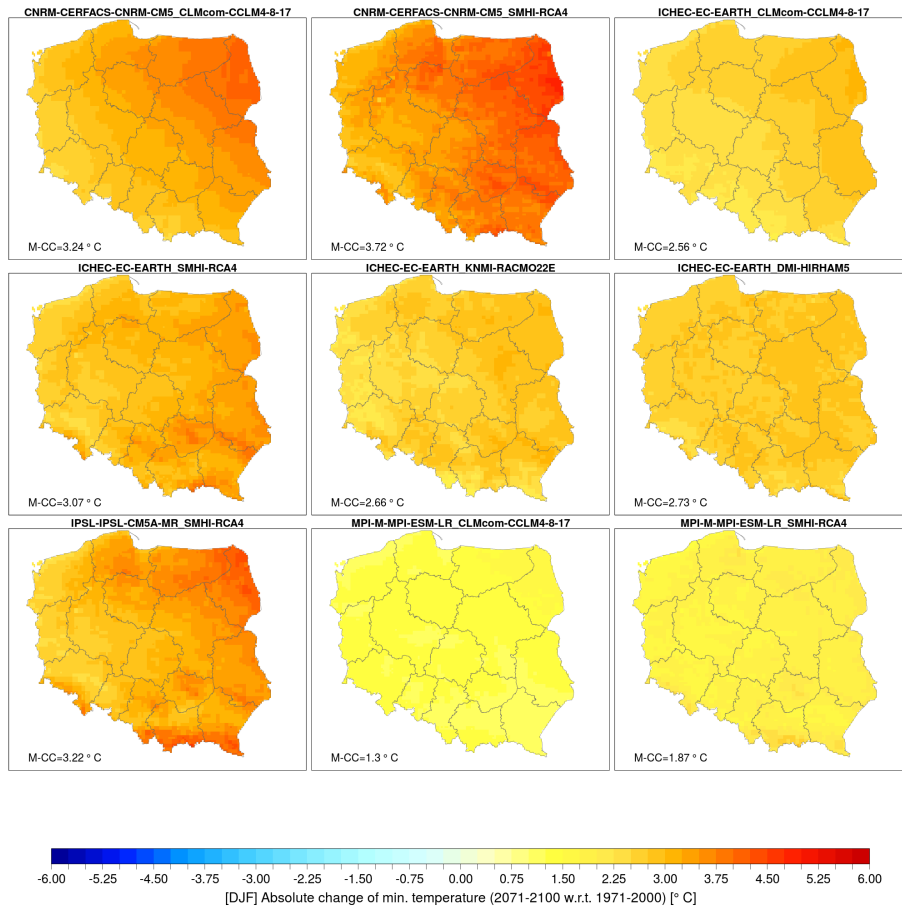 CNRM-CERFACS-CNRM-CM5_CLMcom-CCLM4-8-17
CNRM-CERFACS-CNRM-CM5_SMHI-RCA4
ICHEC-EC-EARTH_CLMcom-CCLM4-8-17
M-CC=3.24 ° C
M-CC=3.72 ° C
M-CC=2.56 ° C
ICHEC-EC-EARTH_SMHI-RCA4
ICHEC-EC-EARTH_KNMI-RACMO22E
ICHEC-EC-EARTH_DMI-HIRHAM5
M-CC=3.07 ° C
M-CC=2.66 ° C
M-CC=2.73 ° C
IPSL-IPSL-CM5A-MR_SMHI-RCA4
MPI-M-MPI-ESM-LR_CLMcom-CCLM4-8-17
MPI-M-MPI-ESM-LR_SMHI-RCA4
M-CC=3.22 ° C
M-CC=1.3 ° C
M-CC=1.87 ° C
-6.00 -5.25 -4.50 -3.75 -3.00 -2.25 -1.50 -0.75 0.00 0.75 1.50 2.25 3.00 3.75 4.50 5.25 6.00
[DJF] Absolute change of min. temperature (2071-2100 w.r.t. 1971-2000) [° C]